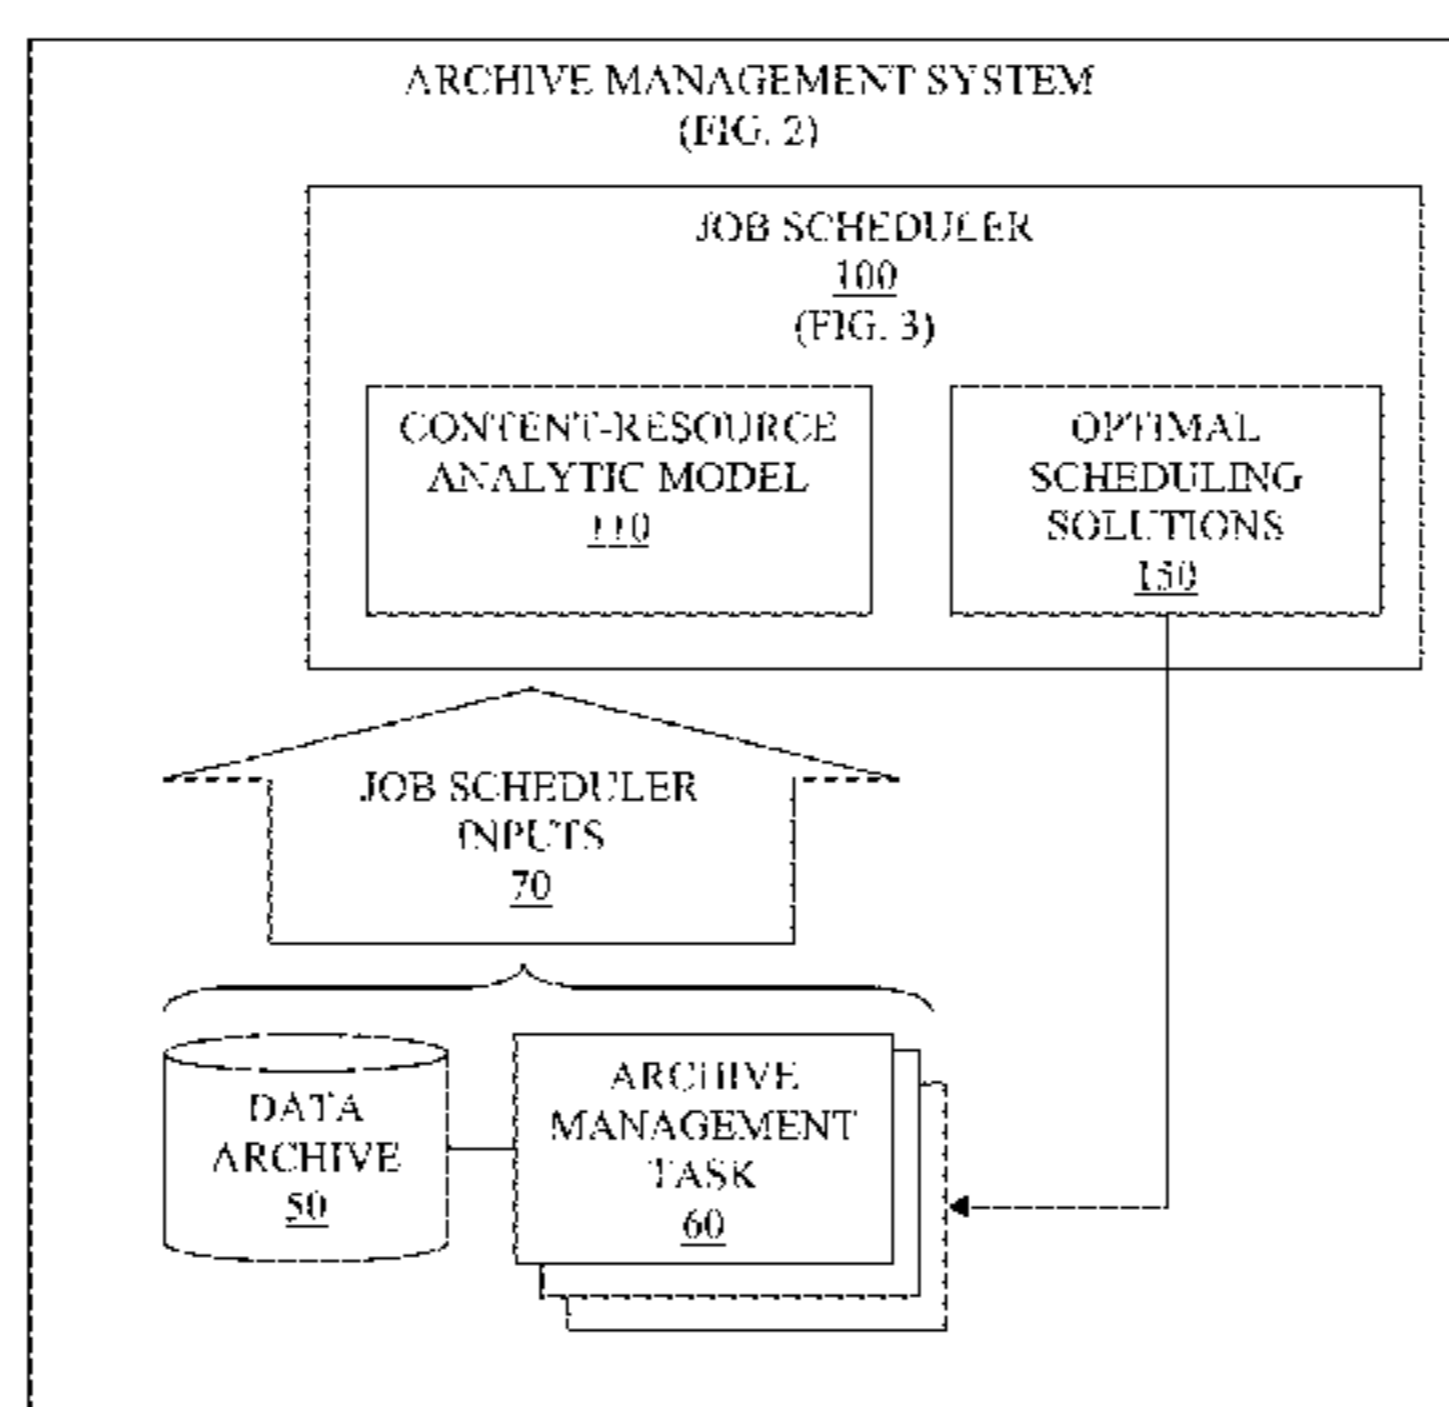 ARCHIVE MANAGEMENT SYSTEM
(FIG. 2)
JOB SCHEDULER
100
(FIG. 3)
CONTENT-RESOURCE
ANALYTIC MODEL
110
OPTIMAL
SCHEDULING
SOLUTIONS
150
JOB SCHEDULER
INPUTS
70
DATA
ARCHIVE
50
ARCHIVE
MANAGEMENT
TASK
60